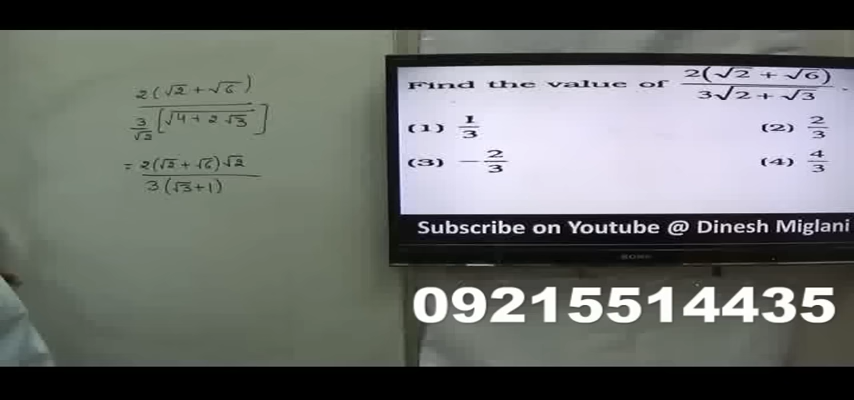 2(√2 + √6)
3/√2 [√4 + 2√3]
= 2(√2 + √6)√2
3(√3+1)
Find the value of 2(√2 + √6) / 3√2 + √3 .
(1) 1/3 (2) 2/3
(3) −2/3 (4) 4/3
Subscribe on Youtube @ Dinesh Miglani
SONY
09215514435